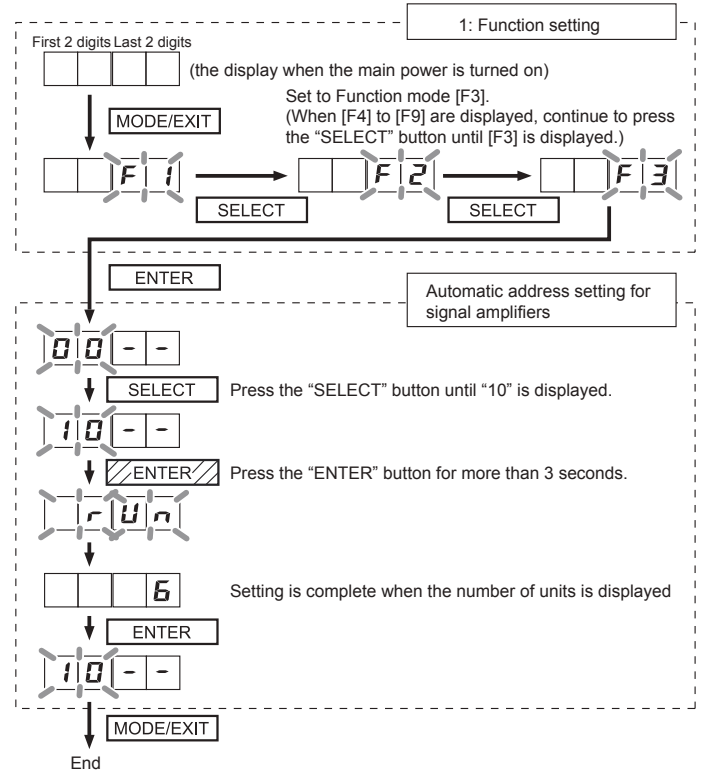 1: Function setting
First 2 digits Last 2 digits
(the display when the main power is turned on)
MODE/EXIT
Set to Function mode [F3].
(When [F4] to [F9] are displayed, continue to press
the “SELECT” button until [F3] is displayed.)
F 1
F 2
F 3
SELECT
SELECT
ENTER
Automatic address setting for
signal amplifiers
0 0 - -
SELECT
Press the “SELECT” button until “10” is displayed.
1 0 - -
ENTER
Press the “ENTER” button for more than 3 seconds.
r U n
6
Setting is complete when the number of units is displayed
ENTER
1 0 - -
MODE/EXIT
End